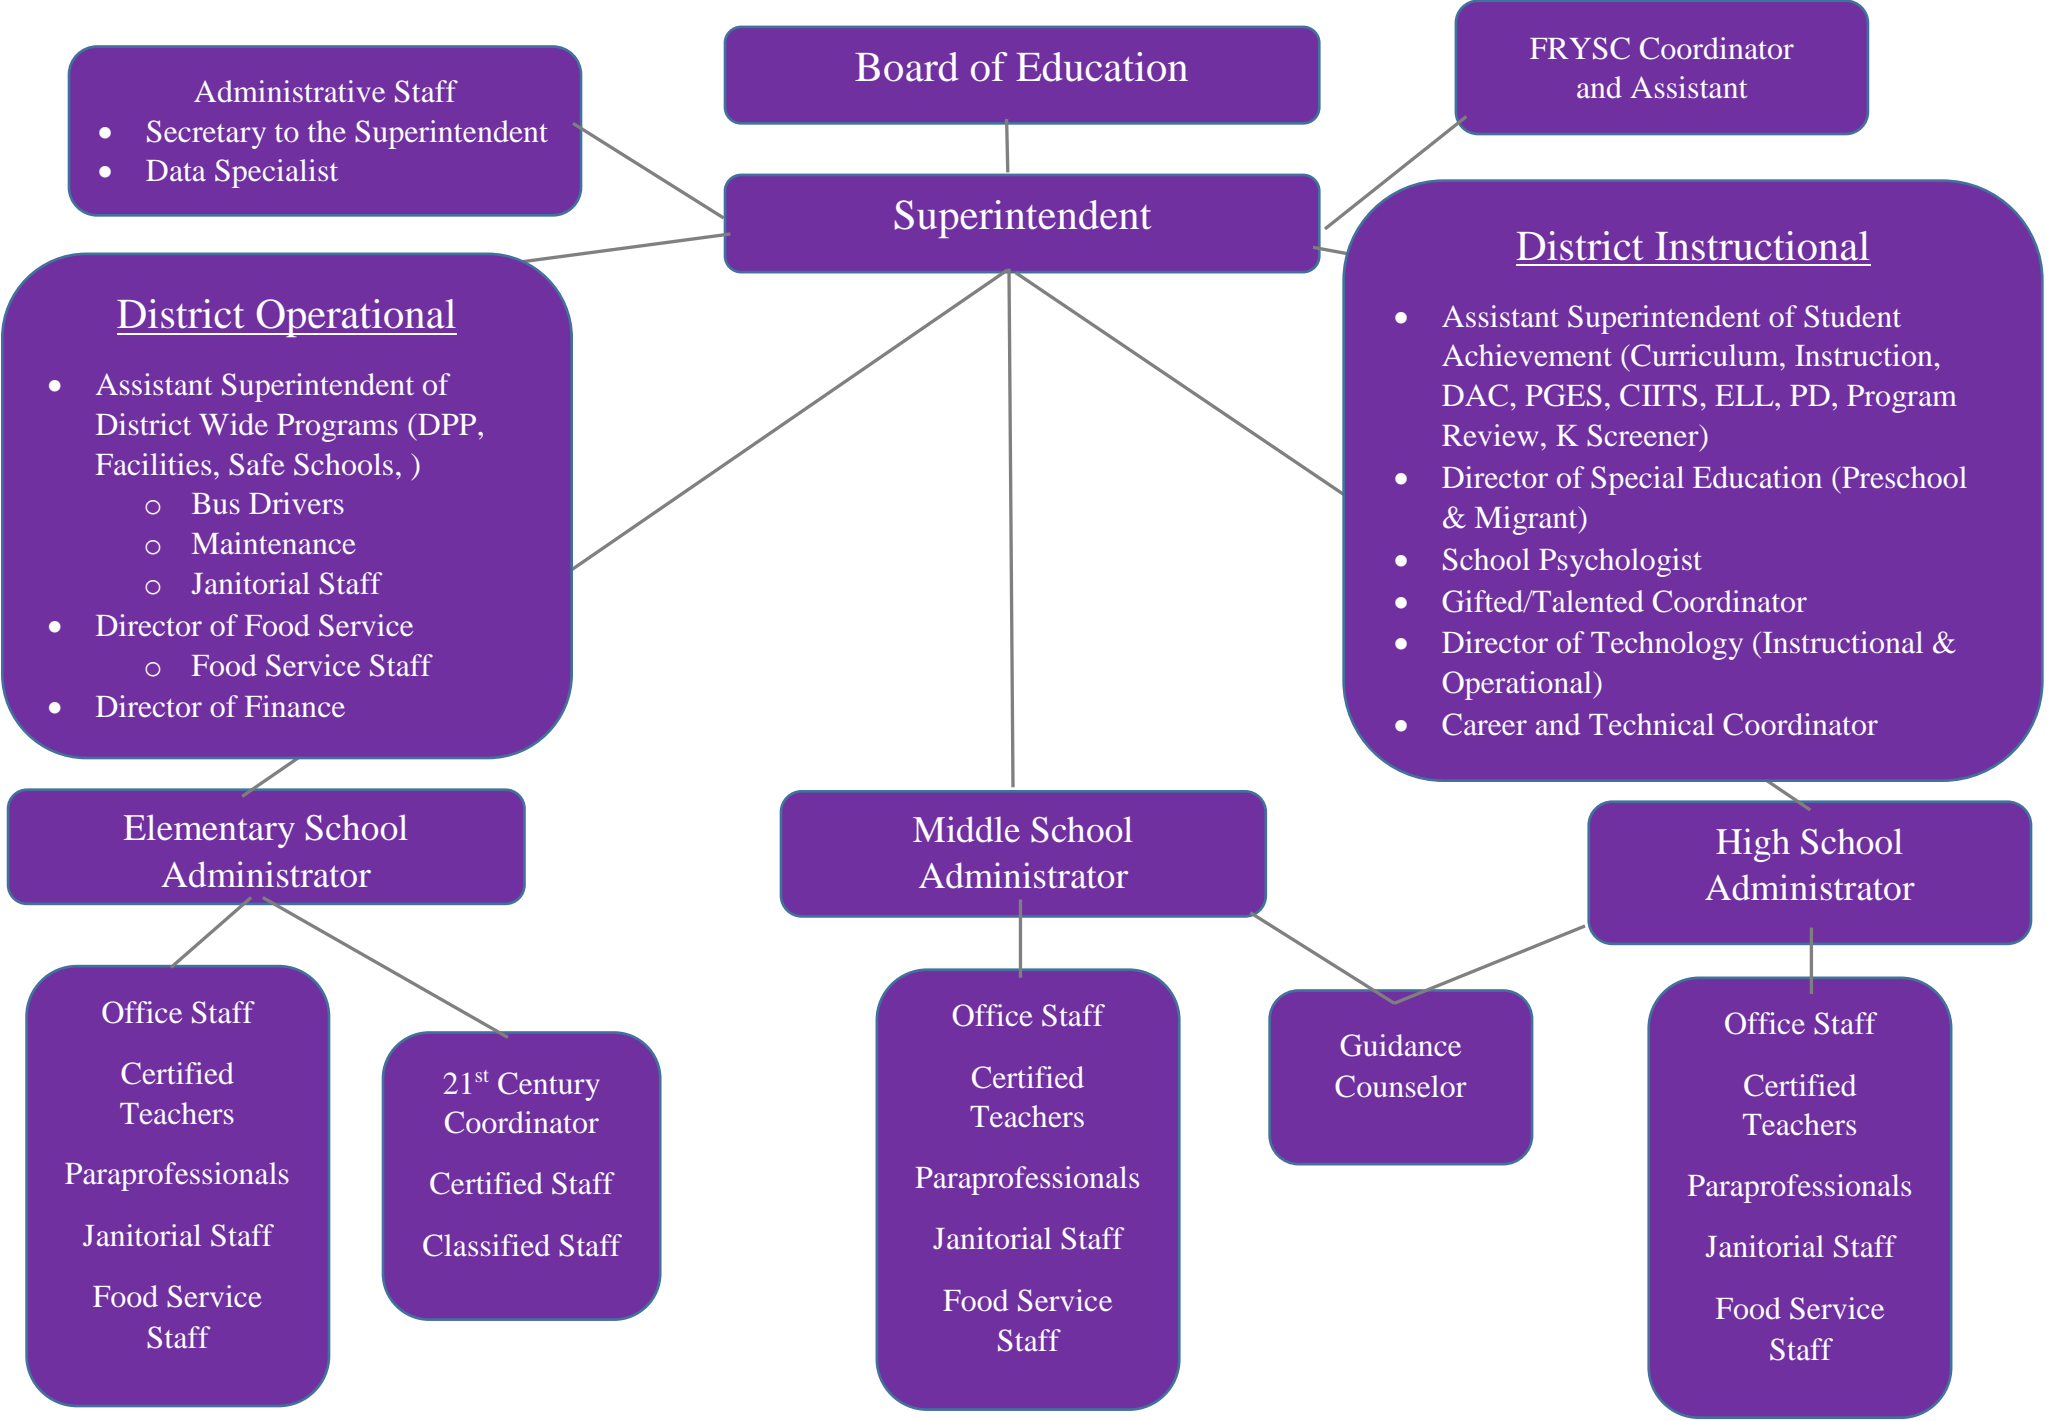 Board of Education
FRYSC Coordinator
and Assistant
Administrative Staff
• Secretary to the Superintendent
• Data Specialist
Superintendent
District Operational
• Assistant Superintendent of
District Wide Programs (DPP,
Facilities, Safe Schools, )
o Bus Drivers
o Maintenance
o Janitorial Staff
• Director of Food Service
o Food Service Staff
• Director of Finance
District Instructional
• Assistant Superintendent of Student
Achievement (Curriculum, Instruction,
DAC, PGES, CIITS, ELL, PD, Program
Review, K Screener)
• Director of Special Education (Preschool
& Migrant)
• School Psychologist
• Gifted/Talented Coordinator
• Director of Technology (Instructional &
Operational)
• Career and Technical Coordinator
Elementary School
Administrator
Middle School
Administrator
High School
Administrator
Office Staff
Certified
Teachers
Paraprofessionals
Janitorial Staff
Food Service
Staff
21st Century
Coordinator
Certified Staff
Classified Staff
Office Staff
Certified
Teachers
Paraprofessionals
Janitorial Staff
Food Service
Staff
Guidance
Counselor
Office Staff
Certified
Teachers
Paraprofessionals
Janitorial Staff
Food Service
Staff